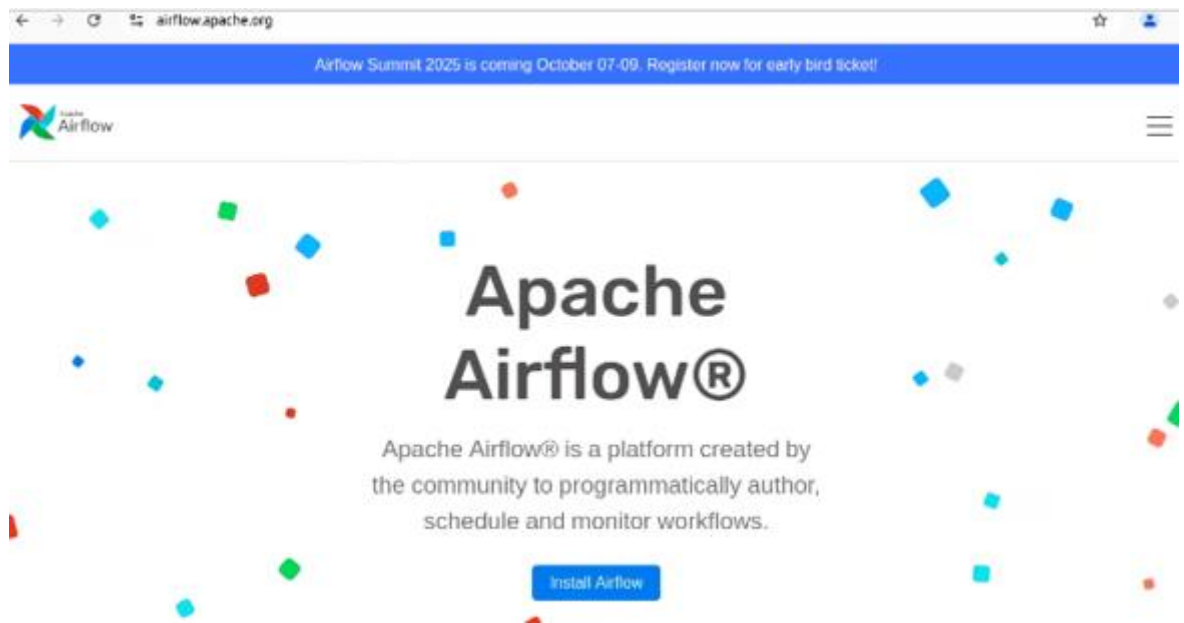 airflow.apache.org
Airflow Summit 2025 is coming October 07-09. Register now for early bird ticket!
Apache
Airflow
Apache
Airflow®
Apache Airflow® is a platform created by
the community to programmatically author,
schedule and monitor workflows.
Install Airflow